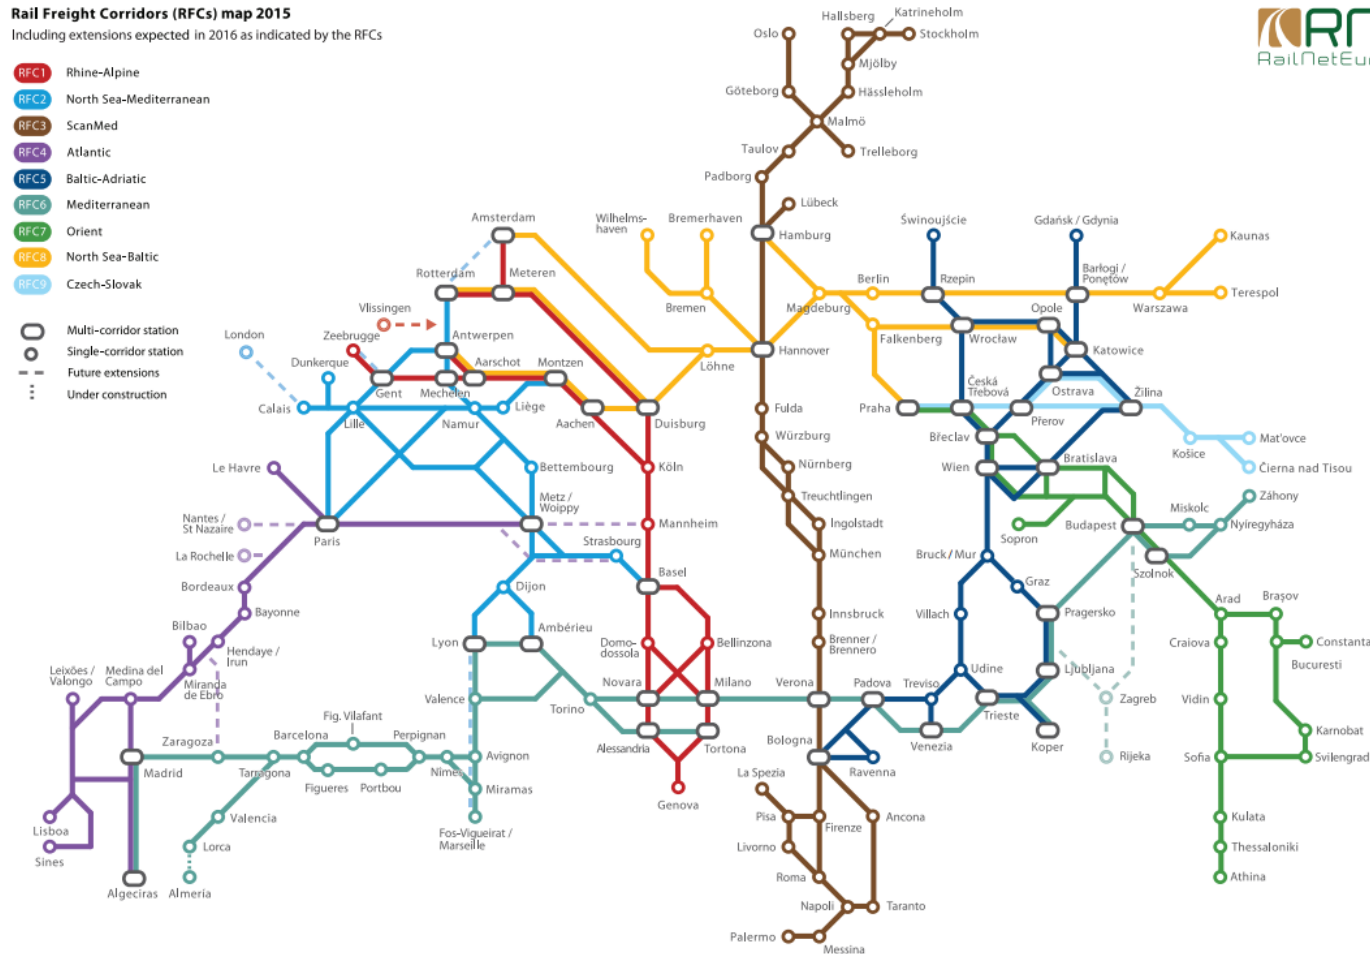 Rail Freight Corridors (RFCs) map 2015
Including extensions expected in 2016 as indicated by the RFCs
RFC1 Rhine-Alpine
RFC2 North Sea-Mediterranean
RFC3 ScanMed
RFC4 Atlantic
RFC5 Baltic-Adriatic
RFC6 Mediterranean
RFC7 Orient
RFC8 North Sea-Baltic
RFC9 Czech-Slovak
Multi-corridor station
Single-corridor station
Future extensions
Under construction
Oslo
Hallsberg
Katrineholm
Stockholm
Mjölby
Göteborg
Hässleholm
Malmö
Taulov
Trelleborg
Padborg
Lübeck
Hamburg
Amsterdam
Wilhelms-
haven
Bremerhaven
Świnoujście
Gdańsk / Gdynia
Kaunas
Rotterdam
Meteren
Bremen
Magdeburg
Berlin
Rzepin
Barłogi /
Ponętów
Warszawa
Terespol
Vlissingen
London
Zeebrugge
Antwerpen
Aarschot
Montzen
Löhne
Hannover
Falkenberg
Wrocław
Opole
Katowice
Dunkerque
Gent
Mechelen
Calais
Lille
Namur
Liège
Aachen
Duisburg
Fulda
Praha
Česká
Třebová
Přerov
Ostrava
Žilina
Würzburg
Břeclav
Mat'ovce
Košice
Čierna nad Tisou
Le Havre
Bettembourg
Köln
Nürnberg
Wien
Bratislava
Nantes /
St Nazaire
Paris
Metz /
Woippy
Mannheim
Treuchtlingen
Ingolstadt
Sopron
Budapest
Miskolc
Záhony
Nyíregyháza
La Rochelle
Strasbourg
München
Bruck / Mur
Szolnok
Bordeaux
Dijon
Basel
Graz
Bayonne
Innsbruck
Villach
Pragersko
Arad
Braşov
Bilbao
Hendaye /
Irun
Lyon
Ambérieu
Domo-
dossola
Bellinzona
Brenner /
Brennero
Craiova
Constanta
Bucuresti
Leixões /
Valongo
Medina del
Campo
Miranda
de Ebro
Udine
Ljubljana
Valence
Torino
Novara
Milano
Verona
Padova
Treviso
Trieste
Zagreb
Vidin
Fig. Vilafant
Zaragoza
Barcelona
Perpignan
Alessandria
Tortona
Bologna
Venezia
Koper
Karnobat
Madrid
Tarragona
Figueres
Portbou
Nîmes
Avignon
Ravenna
Rijeka
Sofia
Svilengrad
Miramas
Genova
La Spezia
Lisboa
Valencia
Fos-Vigueirat /
Marseille
Pisa
Firenze
Ancona
Kulata
Sines
Lorca
Livorno
Thessaloniki
Algeciras
Almeria
Roma
Athina
Napoli
Taranto
Palermo
Messina